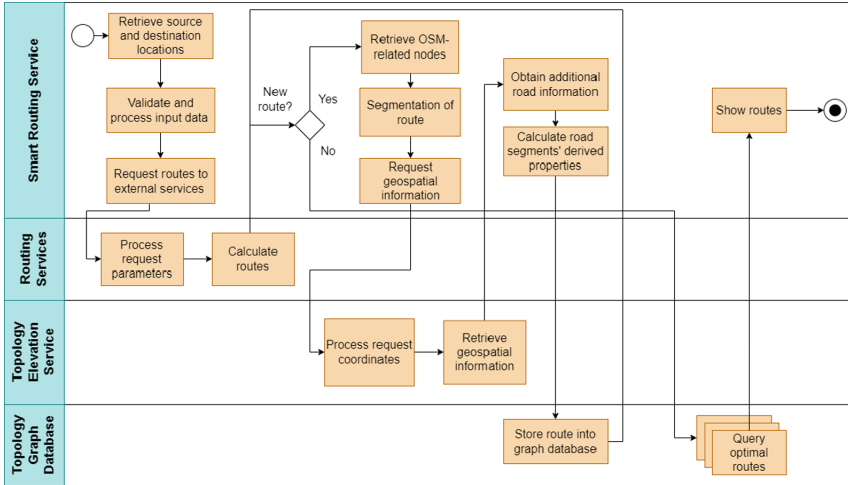 Smart Routing Service
Retrieve source
and destination
locations
Validate and
process input data
Request routes to
external services
New
route?
Yes
No
Retrieve OSM-
related nodes
Segmentation of
route
Request
geospatial
information
Obtain additional
road information
Calculate road
segments' derived
properties
Show routes
Routing
Services
Process
request
parameters
Calculate
routes
Topology
Elevation
Service
Process request
coordinates
Retrieve
geospatial
information
Topology
Graph
Database
Store route into
graph database
Query
optimal
routes